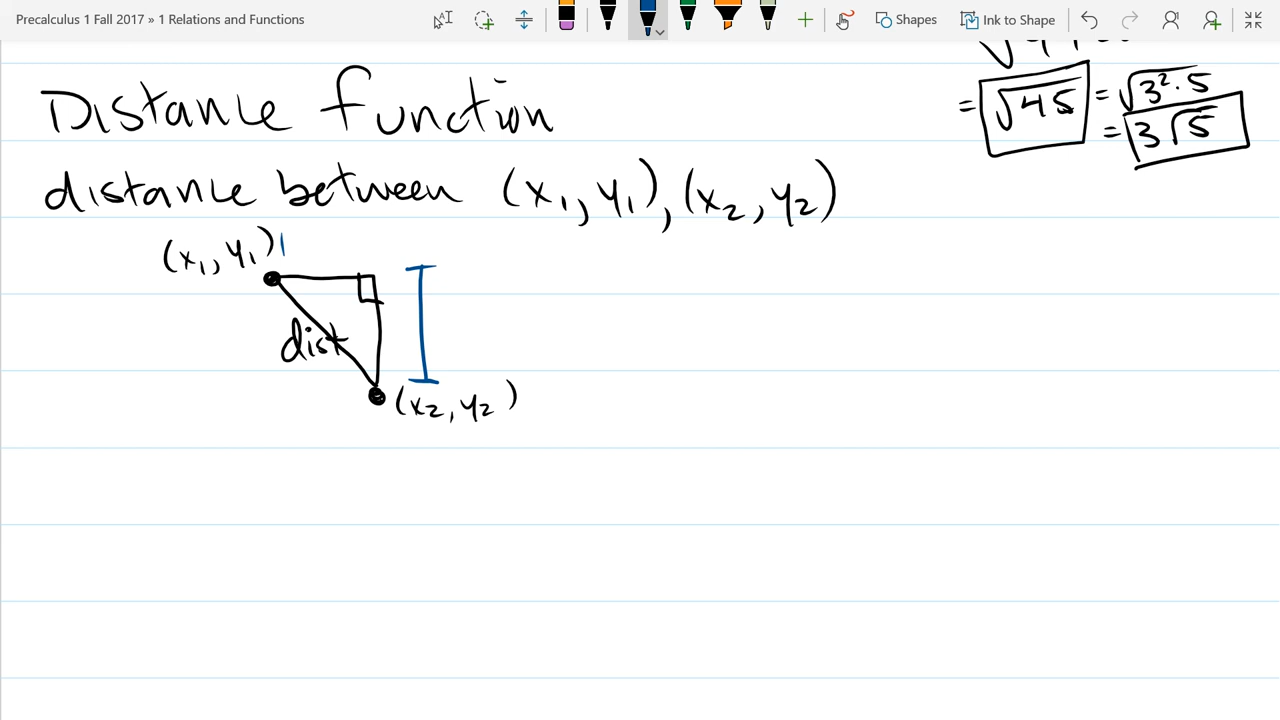 Precalculus 1 Fall 2017 » 1 Relations and Functions
Shapes
Ink to Shape
= √45 = √3²·5
= 3√5
Distance function
distance between (x₁, y₁), (x₂, y₂)
(x₁, y₁)
dist
(x₂, y₂)